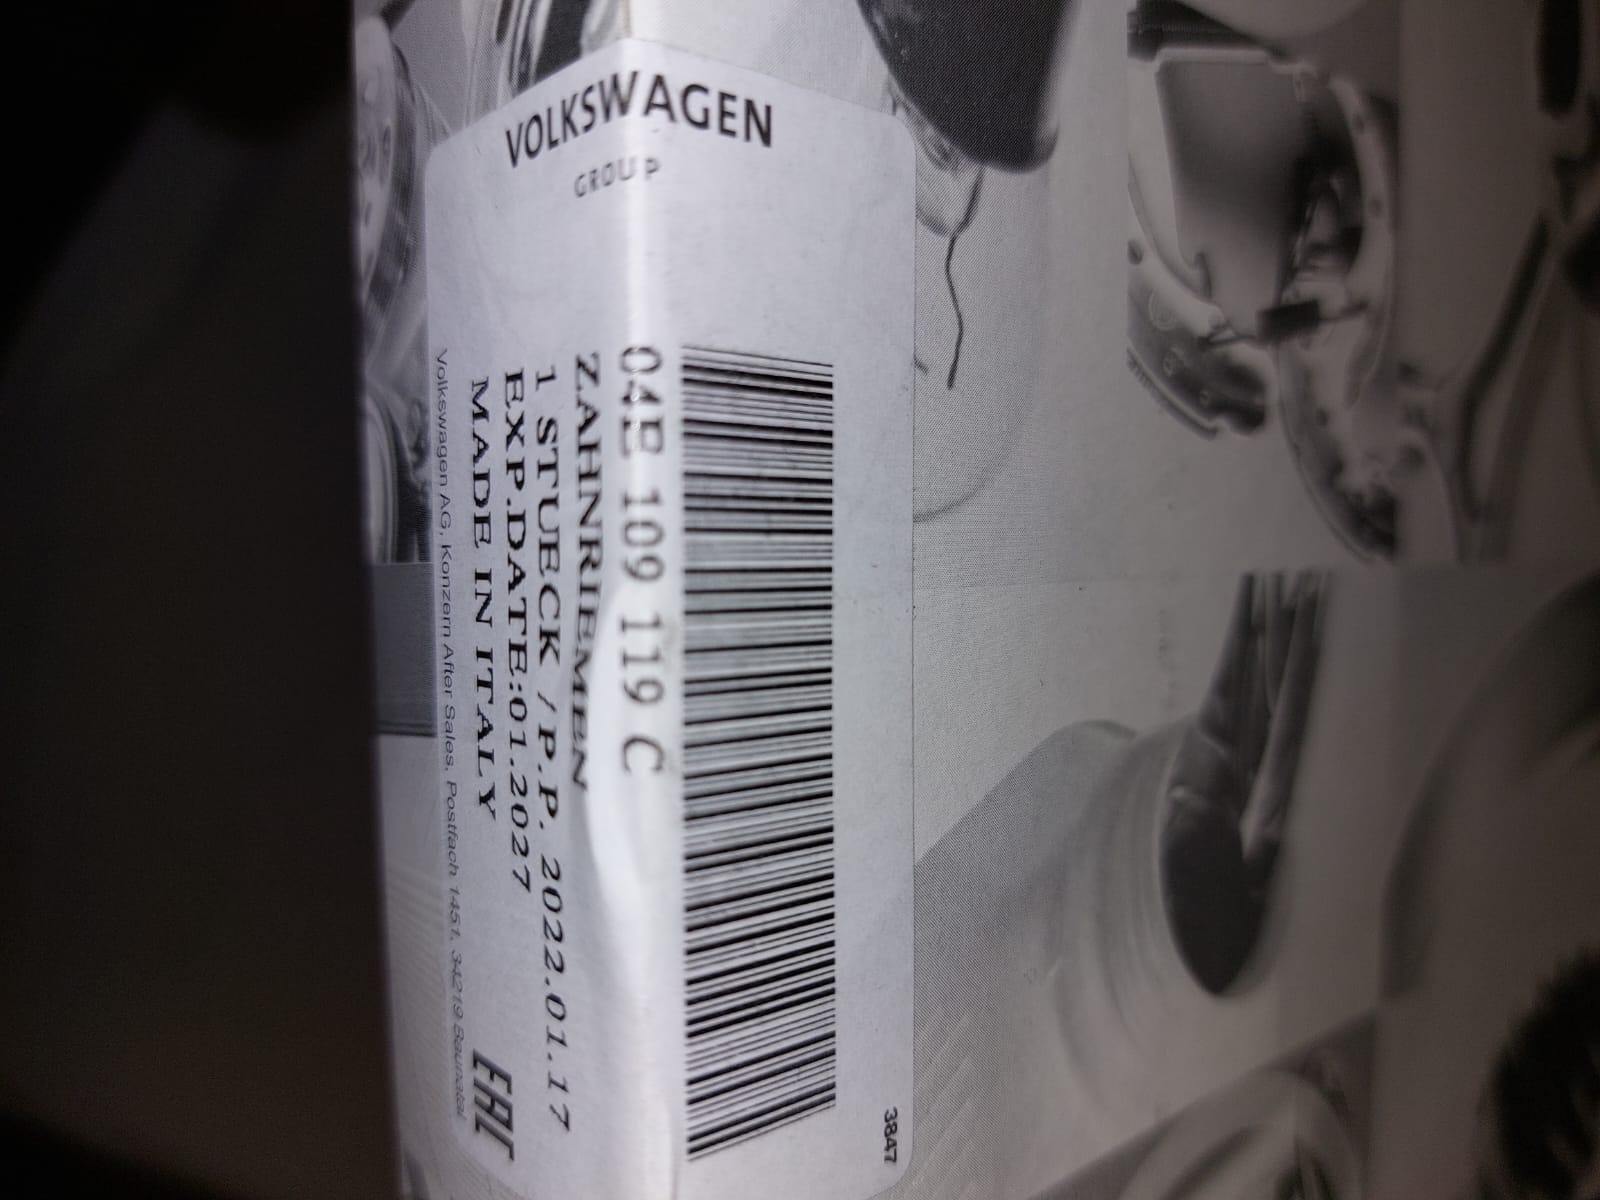 VOLKSWAGEN
GROUP
3847
04E 109 119 C
ZAHNRIEMEN
1 STUECK / P.P. 2022.01.17
EXP.DATE:01.2027
MADE IN ITALY
EAC
Volkswagen AG, Konzern After Sales, Postfach 1451, 34219 Baunatal